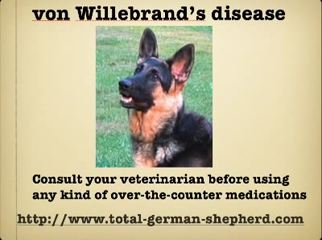 von Willebrand's disease
Consult your veterinarian before using
any kind of over-the-counter medications
http://www.total-german-shepherd.com